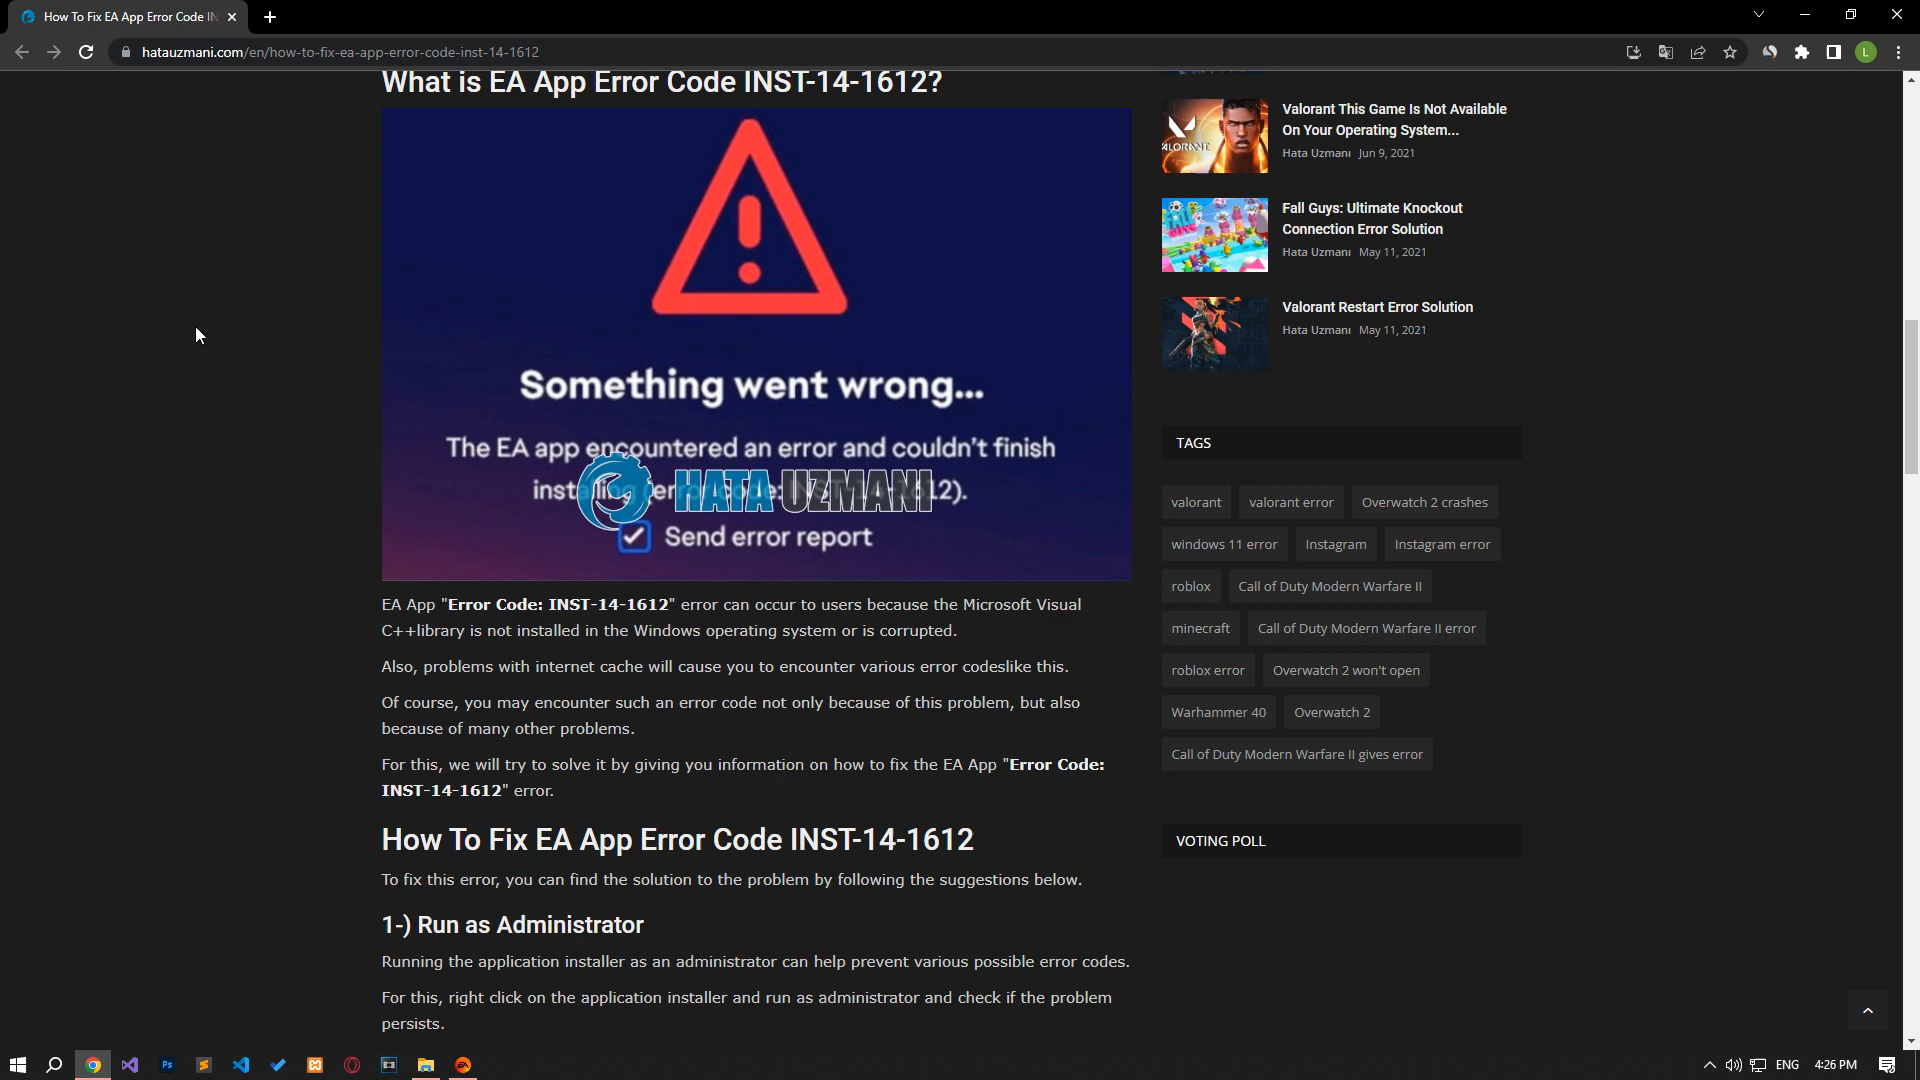 How To Fix EA App Error Code IN
hatauzmani.com/en/how-to-fix-ea-app-error-code-inst-14-1612
L
What is EA App Error Code INST-14-1612?
Something went wrong...
The EA app encountered an error and couldn't finish
installing (error code: INST-14-1612).
HATA UZMANI
Send error report
EA App "Error Code: INST-14-1612" error can occur to users because the Microsoft Visual
C++library is not installed in the Windows operating system or is corrupted.
Also, problems with internet cache will cause you to encounter various error codeslike this.
Of course, you may encounter such an error code not only because of this problem, but also
because of many other problems.
For this, we will try to solve it by giving you information on how to fix the EA App "Error Code:
INST-14-1612" error.
How To Fix EA App Error Code INST-14-1612
To fix this error, you can find the solution to the problem by following the suggestions below.
1-) Run as Administrator
Running the application installer as an administrator can help prevent various possible error codes.
For this, right click on the application installer and run as administrator and check if the problem
persists.
VALORANT
Valorant This Game Is Not Available
On Your Operating System...
Hata Uzmanı Jun 9, 2021
FALL
GUYS
Fall Guys: Ultimate Knockout
Connection Error Solution
Hata Uzmanı May 11, 2021
Valorant Restart Error Solution
Hata Uzmanı May 11, 2021
TAGS
valorant valorant error Overwatch 2 crashes
windows 11 error Instagram Instagram error
roblox Call of Duty Modern Warfare II
minecraft Call of Duty Modern Warfare II error
roblox error Overwatch 2 won't open
Warhammer 40 Overwatch 2
Call of Duty Modern Warfare II gives error
VOTING POLL
Ps
EA
ENG
4:26 PM